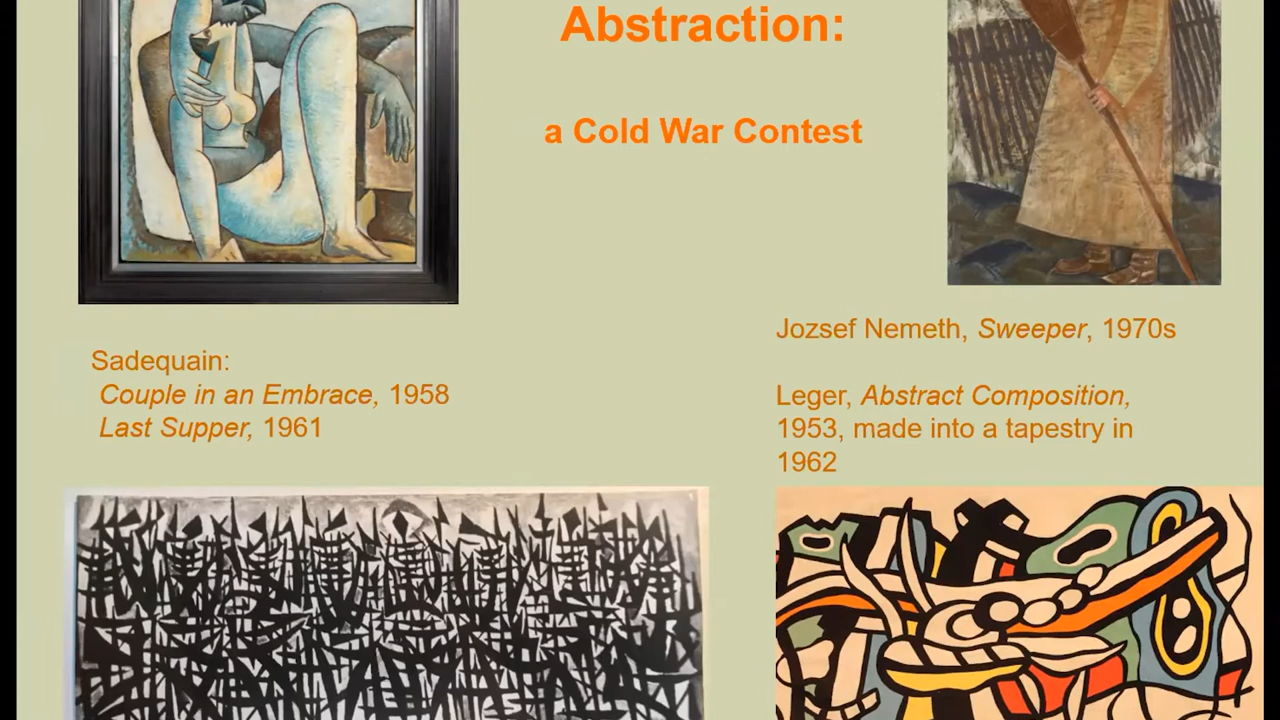 Abstraction:
a Cold War Contest
Sadequain:
Couple in an Embrace, 1958
Last Supper, 1961
Jozsef Nemeth, Sweeper, 1970s
Leger, Abstract Composition,
1953, made into a tapestry in
1962